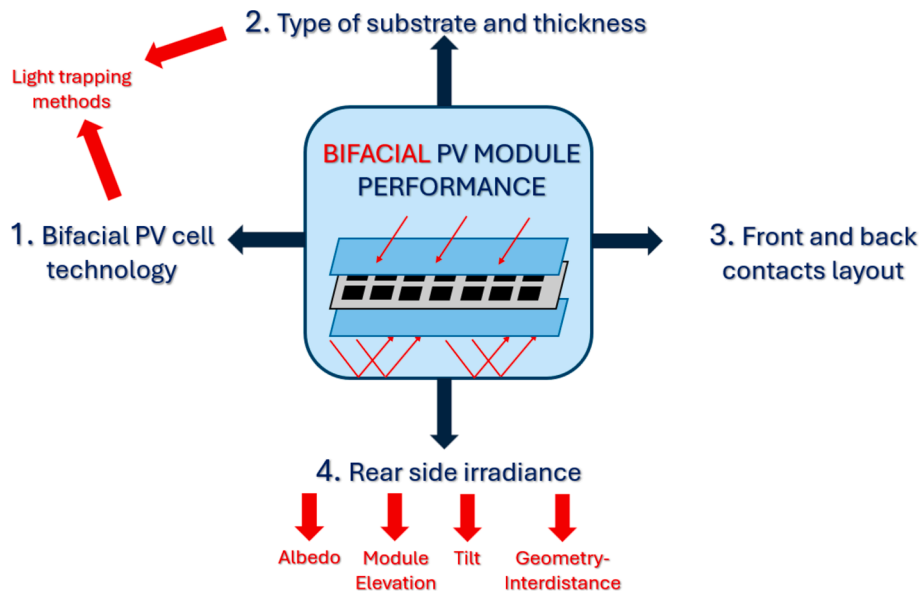 2. Type of substrate and thickness
Light trapping
methods
BIFACIAL PV MODULE
PERFORMANCE
1. Bifacial PV cell
technology
3. Front and back
contacts layout
4. Rear side irradiance
Albedo
Module
Elevation
Tilt
Geometry-
Interdistance